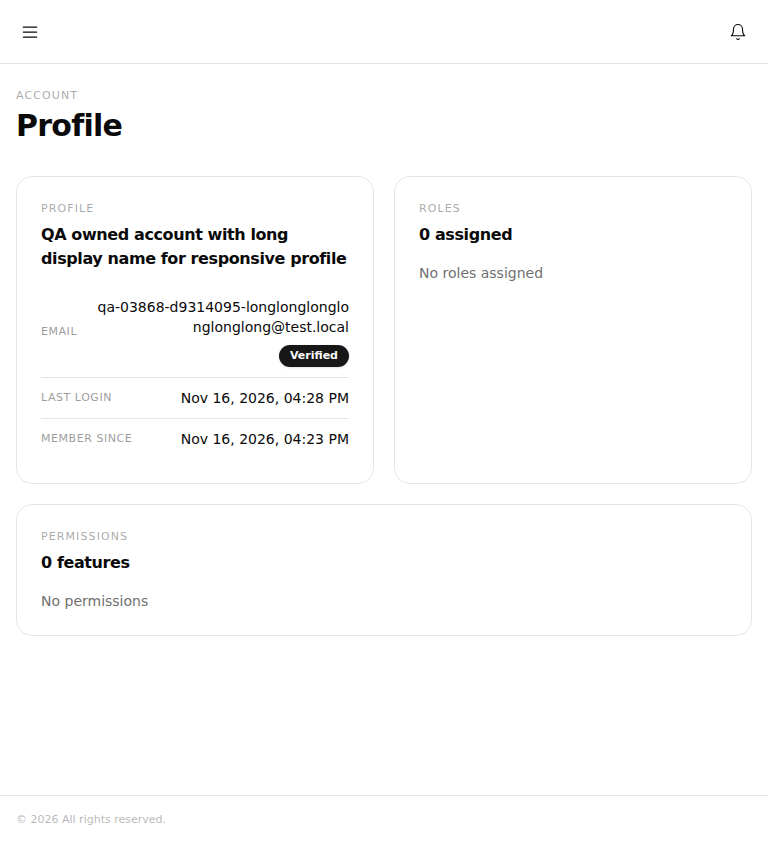 ACCOUNT
Profile
PROFILE
QA owned account with long
display name for responsive profile
EMAIL
qa-03868-d9314095-longlonglonglo
nglonglong@test.local
Verified
LAST LOGIN
Nov 16, 2026, 04:28 PM
MEMBER SINCE
Nov 16, 2026, 04:23 PM
ROLES
0 assigned
No roles assigned
PERMISSIONS
0 features
No permissions
© 2026 All rights reserved.